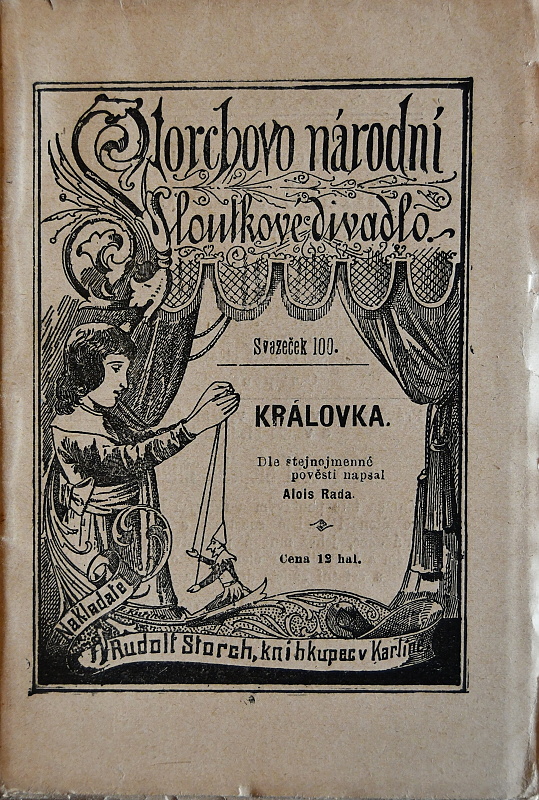 Storchovo národní
Loutkové divadlo.
Svazeček 100.
KRÁLOVKA.
Dle stejnojmenné
pověsti napsal
Alois Rada.
Cena 12 hal.
Nakladatel
Rudolf Storch, knihkupec v Karlíně